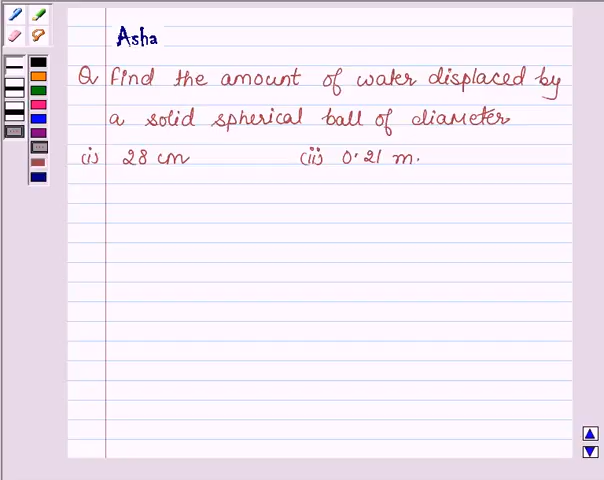 Asha
Q Find the amount of water displaced by
a solid spherical ball of diameter
(i) 28 cm (ii) 0.21 m.